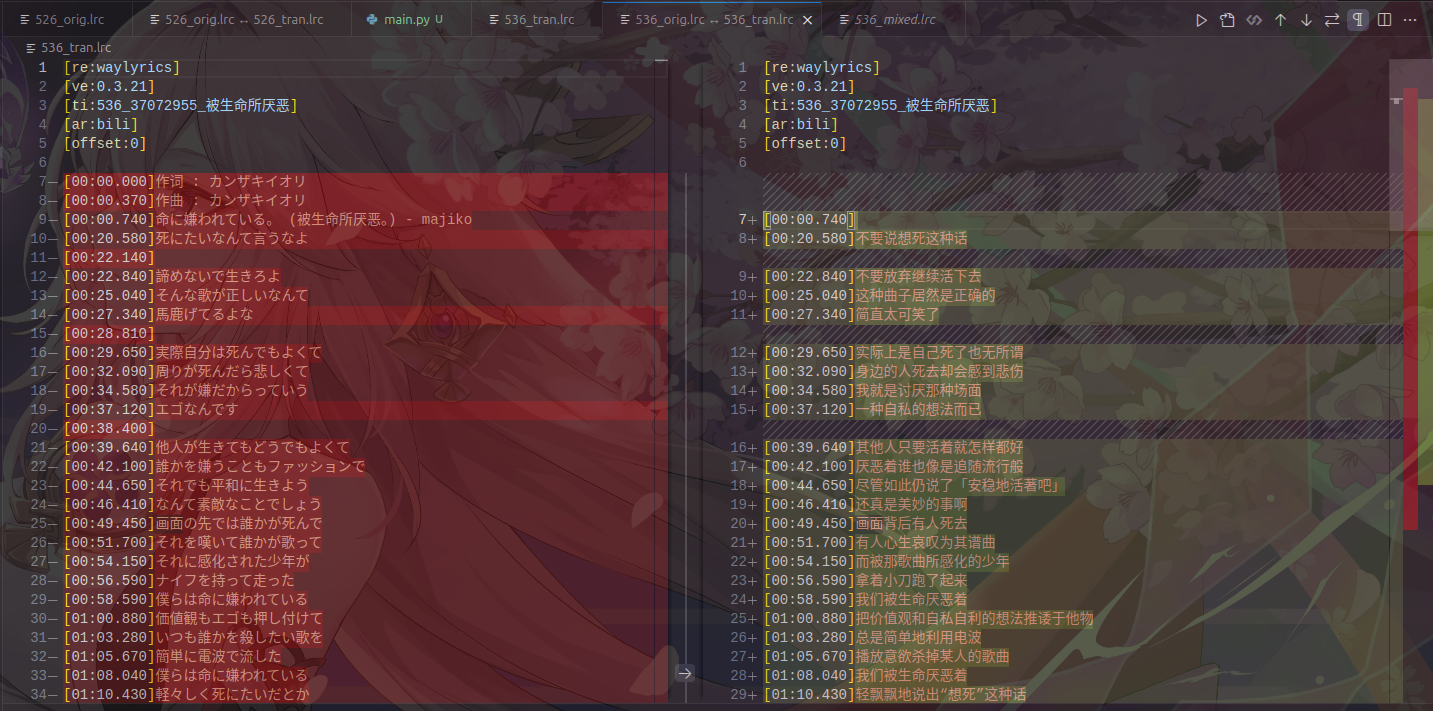 526_orig.lrc
526_orig.lrc ↔ 526_tran.lrc
main.py U
536_tran.lrc
536_orig.lrc ↔ 536_tran.lrc
536_mixed.lrc
536_tran.lrc
1 [re:waylyrics]
2 [ve:0.3.21]
3 [ti:536_37072955_被生命所厌恶]
4 [ar:bili]
5 [offset:0]
6
7— [00:00.000]作词 : カンザキイオリ
8— [00:00.370]作曲 : カンザキイオリ
9— [00:00.740]命に嫌われている。 (被生命所厌恶。) - majiko
10— [00:20.580]死にたいなんて言うなよ
11— [00:22.140]
12— [00:22.840]諦めないで生きろよ
13— [00:25.040]そんな歌が正しいなんて
14— [00:27.340]馬鹿げてるよな
15— [00:28.810]
16— [00:29.650]実際自分は死んでもよくて
17— [00:32.090]周りが死んだら悲しくて
18— [00:34.580]それが嫌だからっていう
19— [00:37.120]エゴなんです
20— [00:38.400]
21— [00:39.640]他人が生きてもどうでもよくて
22— [00:42.100]誰かを嫌うこともファッションで
23— [00:44.650]それでも平和に生きよう
24— [00:46.410]なんて素敵なことでしょう
25— [00:49.450]画面の先では誰かが死んで
26— [00:51.700]それを嘆いて誰かが歌って
27— [00:54.150]それに感化された少年が
28— [00:56.590]ナイフを持って走った
29— [00:58.590]僕らは命に嫌われている
30— [01:00.880]価値観もエゴも押し付けて
31— [01:03.280]いつも誰かを殺したい歌を
32— [01:05.670]簡単に電波で流した
33— [01:08.040]僕らは命に嫌われている
34— [01:10.430]軽々しく死にたいだとか
1 [re:waylyrics]
2 [ve:0.3.21]
3 [ti:536_37072955_被生命所厌恶]
4 [ar:bili]
5 [offset:0]
6
7+ [00:00.740]
8+ [00:20.580]不要说想死这种话
9+ [00:22.840]不要放弃继续活下去
10+ [00:25.040]这种曲子居然是正确的
11+ [00:27.340]简直太可笑了
12+ [00:29.650]实际上是自己死了也无所谓
13+ [00:32.090]身边的人死去却会感到悲伤
14+ [00:34.580]我就是讨厌那种场面
15+ [00:37.120]一种自私的想法而已
16+ [00:39.640]其他人只要活着就怎样都好
17+ [00:42.100]厌恶着谁也像是追随流行般
18+ [00:44.650]尽管如此仍说了「安稳地活著吧」
19+ [00:46.410]还真是美妙的事啊
20+ [00:49.450]画面背后有人死去
21+ [00:51.700]有人心生哀叹为其谱曲
22+ [00:54.150]而被那歌曲所感化的少年
23+ [00:56.590]拿着小刀跑了起来
24+ [00:58.590]我们被生命厌恶着
25+ [01:00.880]把价值观和自私自利的想法推诿于他物
26+ [01:03.280]总是简单地利用电波
27+ [01:05.670]播放意欲杀掉某人的歌曲
28+ [01:08.040]我们被生命厌恶着
29+ [01:10.430]轻飘飘地说出“想死”这种话